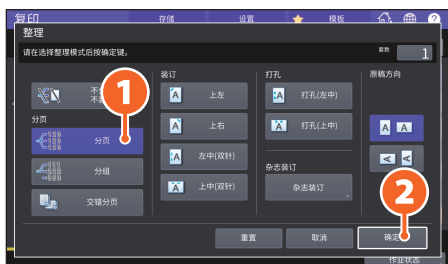 复印
存储
设置
模板
整理
请在选择整理模式后按确定键。
套数
1
装订
打孔
原稿方向
不
不
1
A
上左
A
打孔(左中)
分页
分页
A
上右
A
打孔(上中)
A A
分组
A
左中(双针)
杂志装订
A A
交错分页
A
上中(双针)
杂志装订
2
重置
取消
确定
作业状态